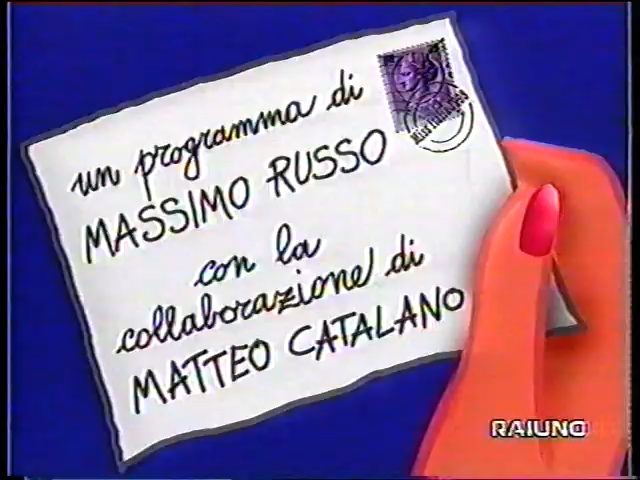 un programma di
MASSIMO RUSSO
con la
collaborazione di
MATTEO CATALANO
RAIUNO